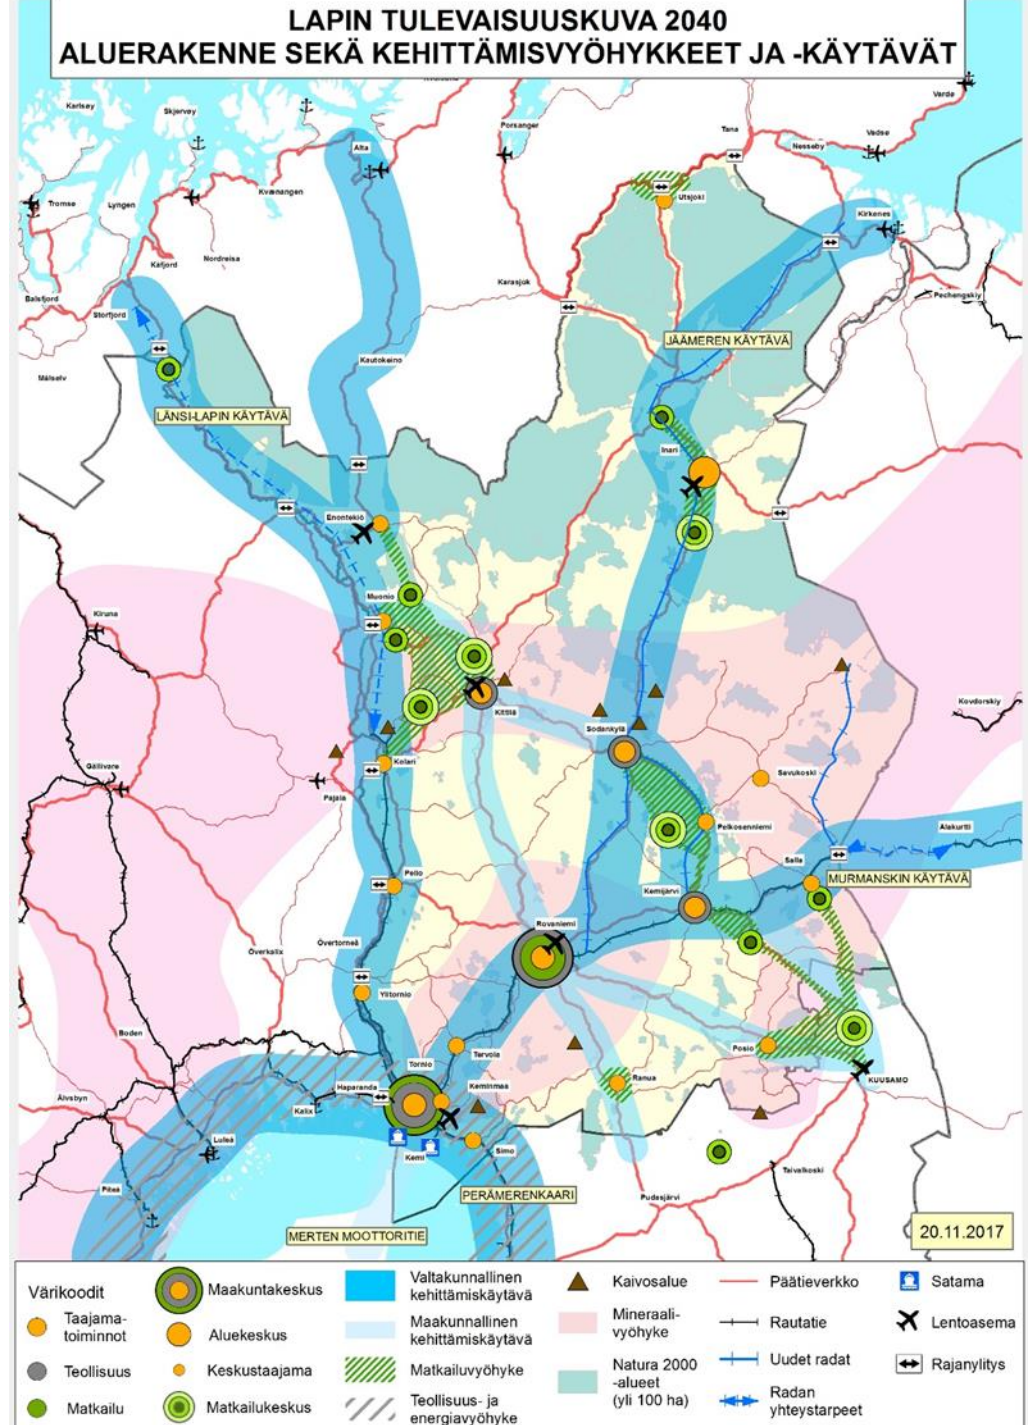 LAPIN TULEVAISUUSKUVA 2040
ALUERAKENNE SEKÄ KEHITTÄMISVYÖHYKKEET JA -KÄYTÄVÄT
Karlsøy
Skjervøy
Alta
Porsanger
Tana
Vardø
Vadsø
Nesseby
Tromsø
Lyngen
Kvænangen
Utsjoki
Kirkenes
Kåfjord
Nordreisa
Karasjok
Pechengskiy
Balsfjord
Storfjord
JÄÄMEREN KÄYTÄVÄ
Kautokeino
Målselv
LÄNSI-LAPIN KÄYTÄVÄ
Inari
Enontekiö
Muonio
Kiruna
Kittilä
Kovdorskiy
Sodankylä
Kolari
Savukoski
Gällivare
Pajala
Pelkosenniemi
Alakurtti
Salla
Pello
MURMANSKIN KÄYTÄVÄ
Kemijärvi
Rovaniemi
Övertorneå
Överkalix
Ylitornio
Boden
Tervola
Posio
Tornio
Ranua
KUUSAMO
Haparanda
Keminmaa
Älvsbyn
Kalix
Luleå
Simo
Kemi
Taivalkoski
Piteå
PERÄMERENKAARI
Pudasjärvi
MERTEN MOOTTORITIE
20.11.2017
Värikoodit
Taajama-
toiminnot
Teollisuus
Matkailu
Maakuntakeskus
Aluekeskus
Keskustaajama
Matkailukeskus
Valtakunnallinen
kehittämiskäytävä
Maakunnallinen
kehittämiskäytävä
Matkailuvyöhyke
Teollisuus- ja
energiavyöhyke
Kaivosalue
Mineraali-
vyöhyke
Natura 2000
-alueet
(yli 100 ha)
Päätieverkko
Rautatie
Uudet radat
Radan
yhteystarpeet
Satama
Lentoasema
Rajanylitys